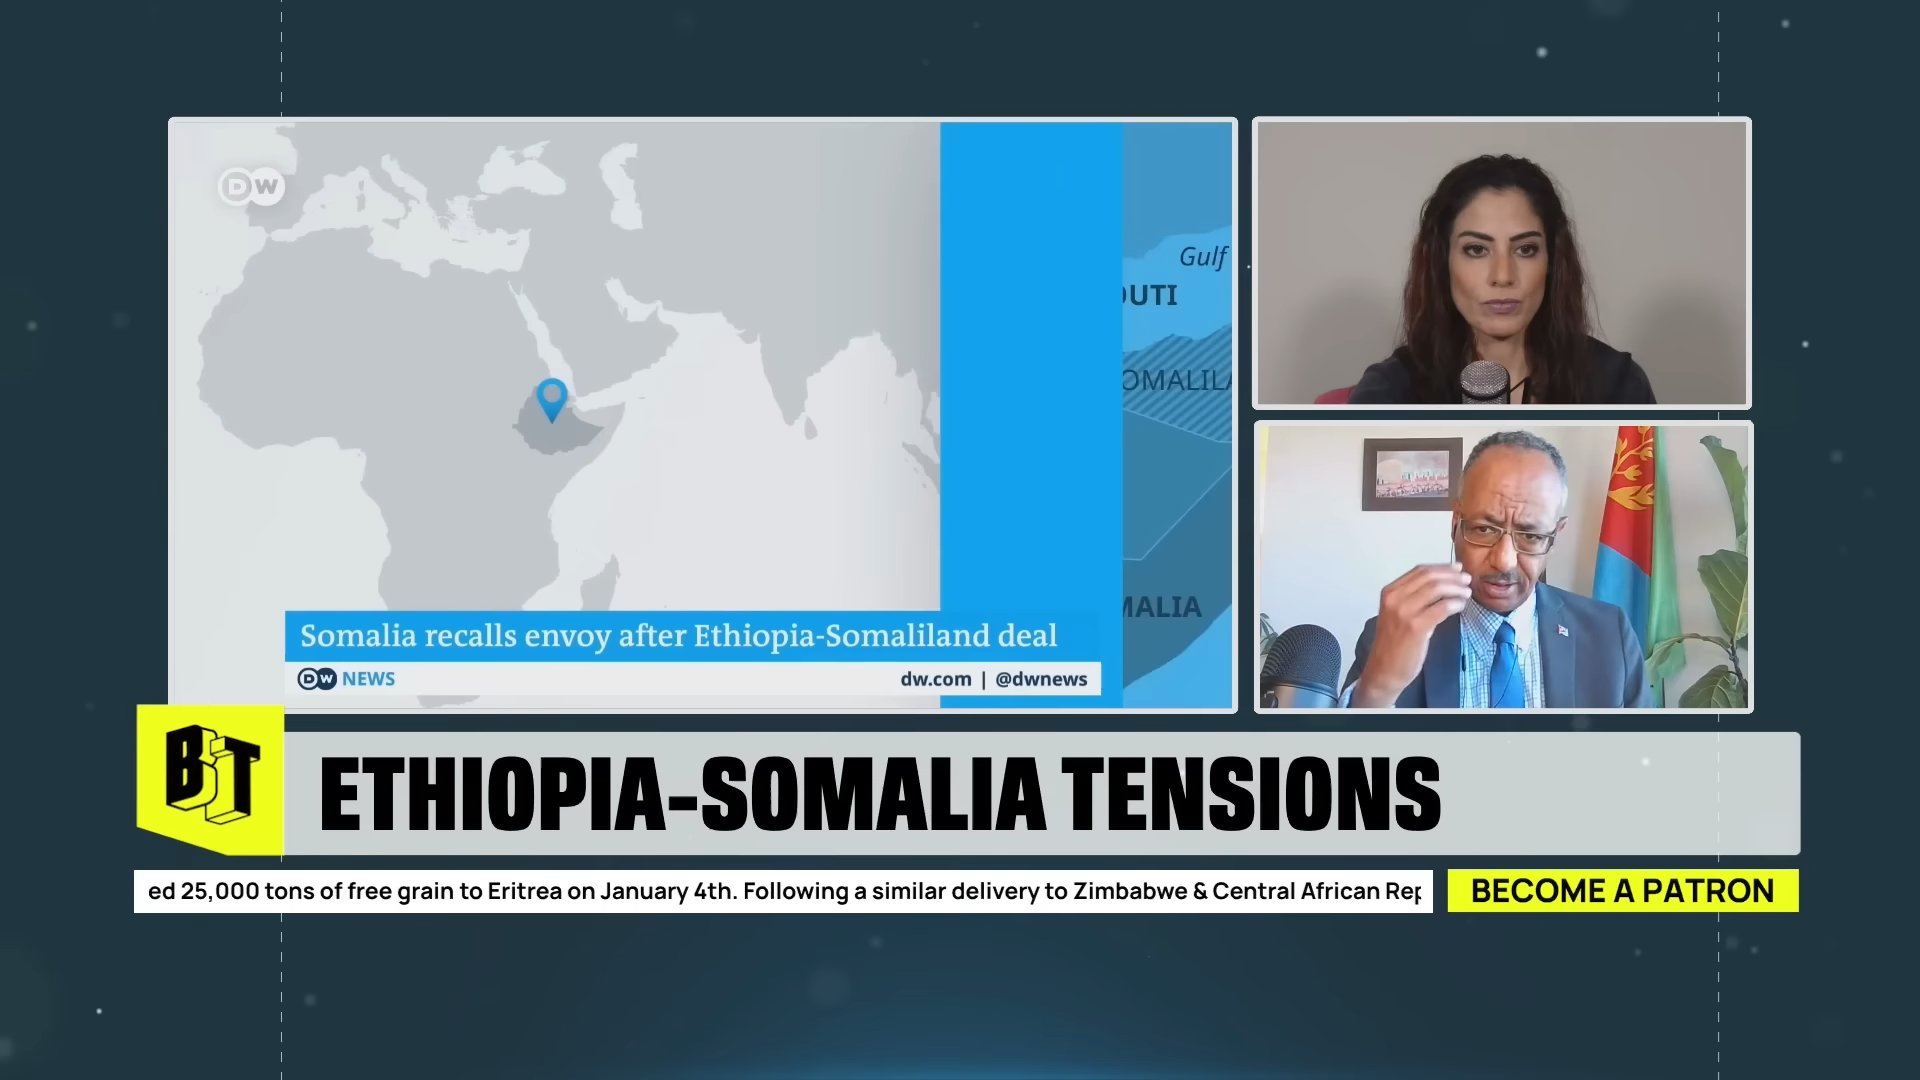 DW
Gulf
OUTI
OMALILA
MALIA
Somalia recalls envoy after Ethiopia-Somaliland deal
DW NEWS
dw.com | @dwnews
BT
ETHIOPIA-SOMALIA TENSIONS
ed 25,000 tons of free grain to Eritrea on January 4th. Following a similar delivery to Zimbabwe & Central African Rep
BECOME A PATRON